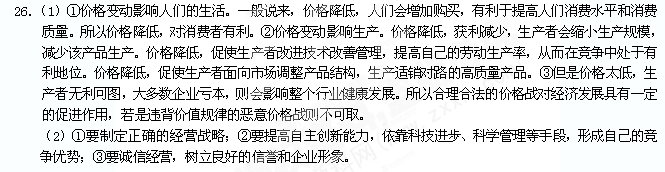 26.（1）①价格变动影响人们的生活。一般说来，价格降低，人们会增加购买，有利于提高人们消费水平和消费
质量。所以价格降低，对消费者有利。②价格变动影响生产。价格降低，获利减少，生产者会缩小生产规模，
减少该产品生产。价格降低，促使生产者改进技术改善管理，提高自己的劳动生产率，从而在竞争中处于有
利地位。价格降低，促使生产者面向市场调整产品结构，生产适销对路的高质量产品。③但是价格太低，生
产者无利可图，大多数企业亏本，则会影响整个行业健康发展。所以合理合法的价格战对经济发展具有一定
的促进作用，若是违背价值规律的恶意价格战则不可取。
（2）①要制定正确的经营战略；②要提高自主创新能力，依靠科技进步、科学管理等手段，形成自己的竞
争优势；③要诚信经营，树立良好的信誉和企业形象。